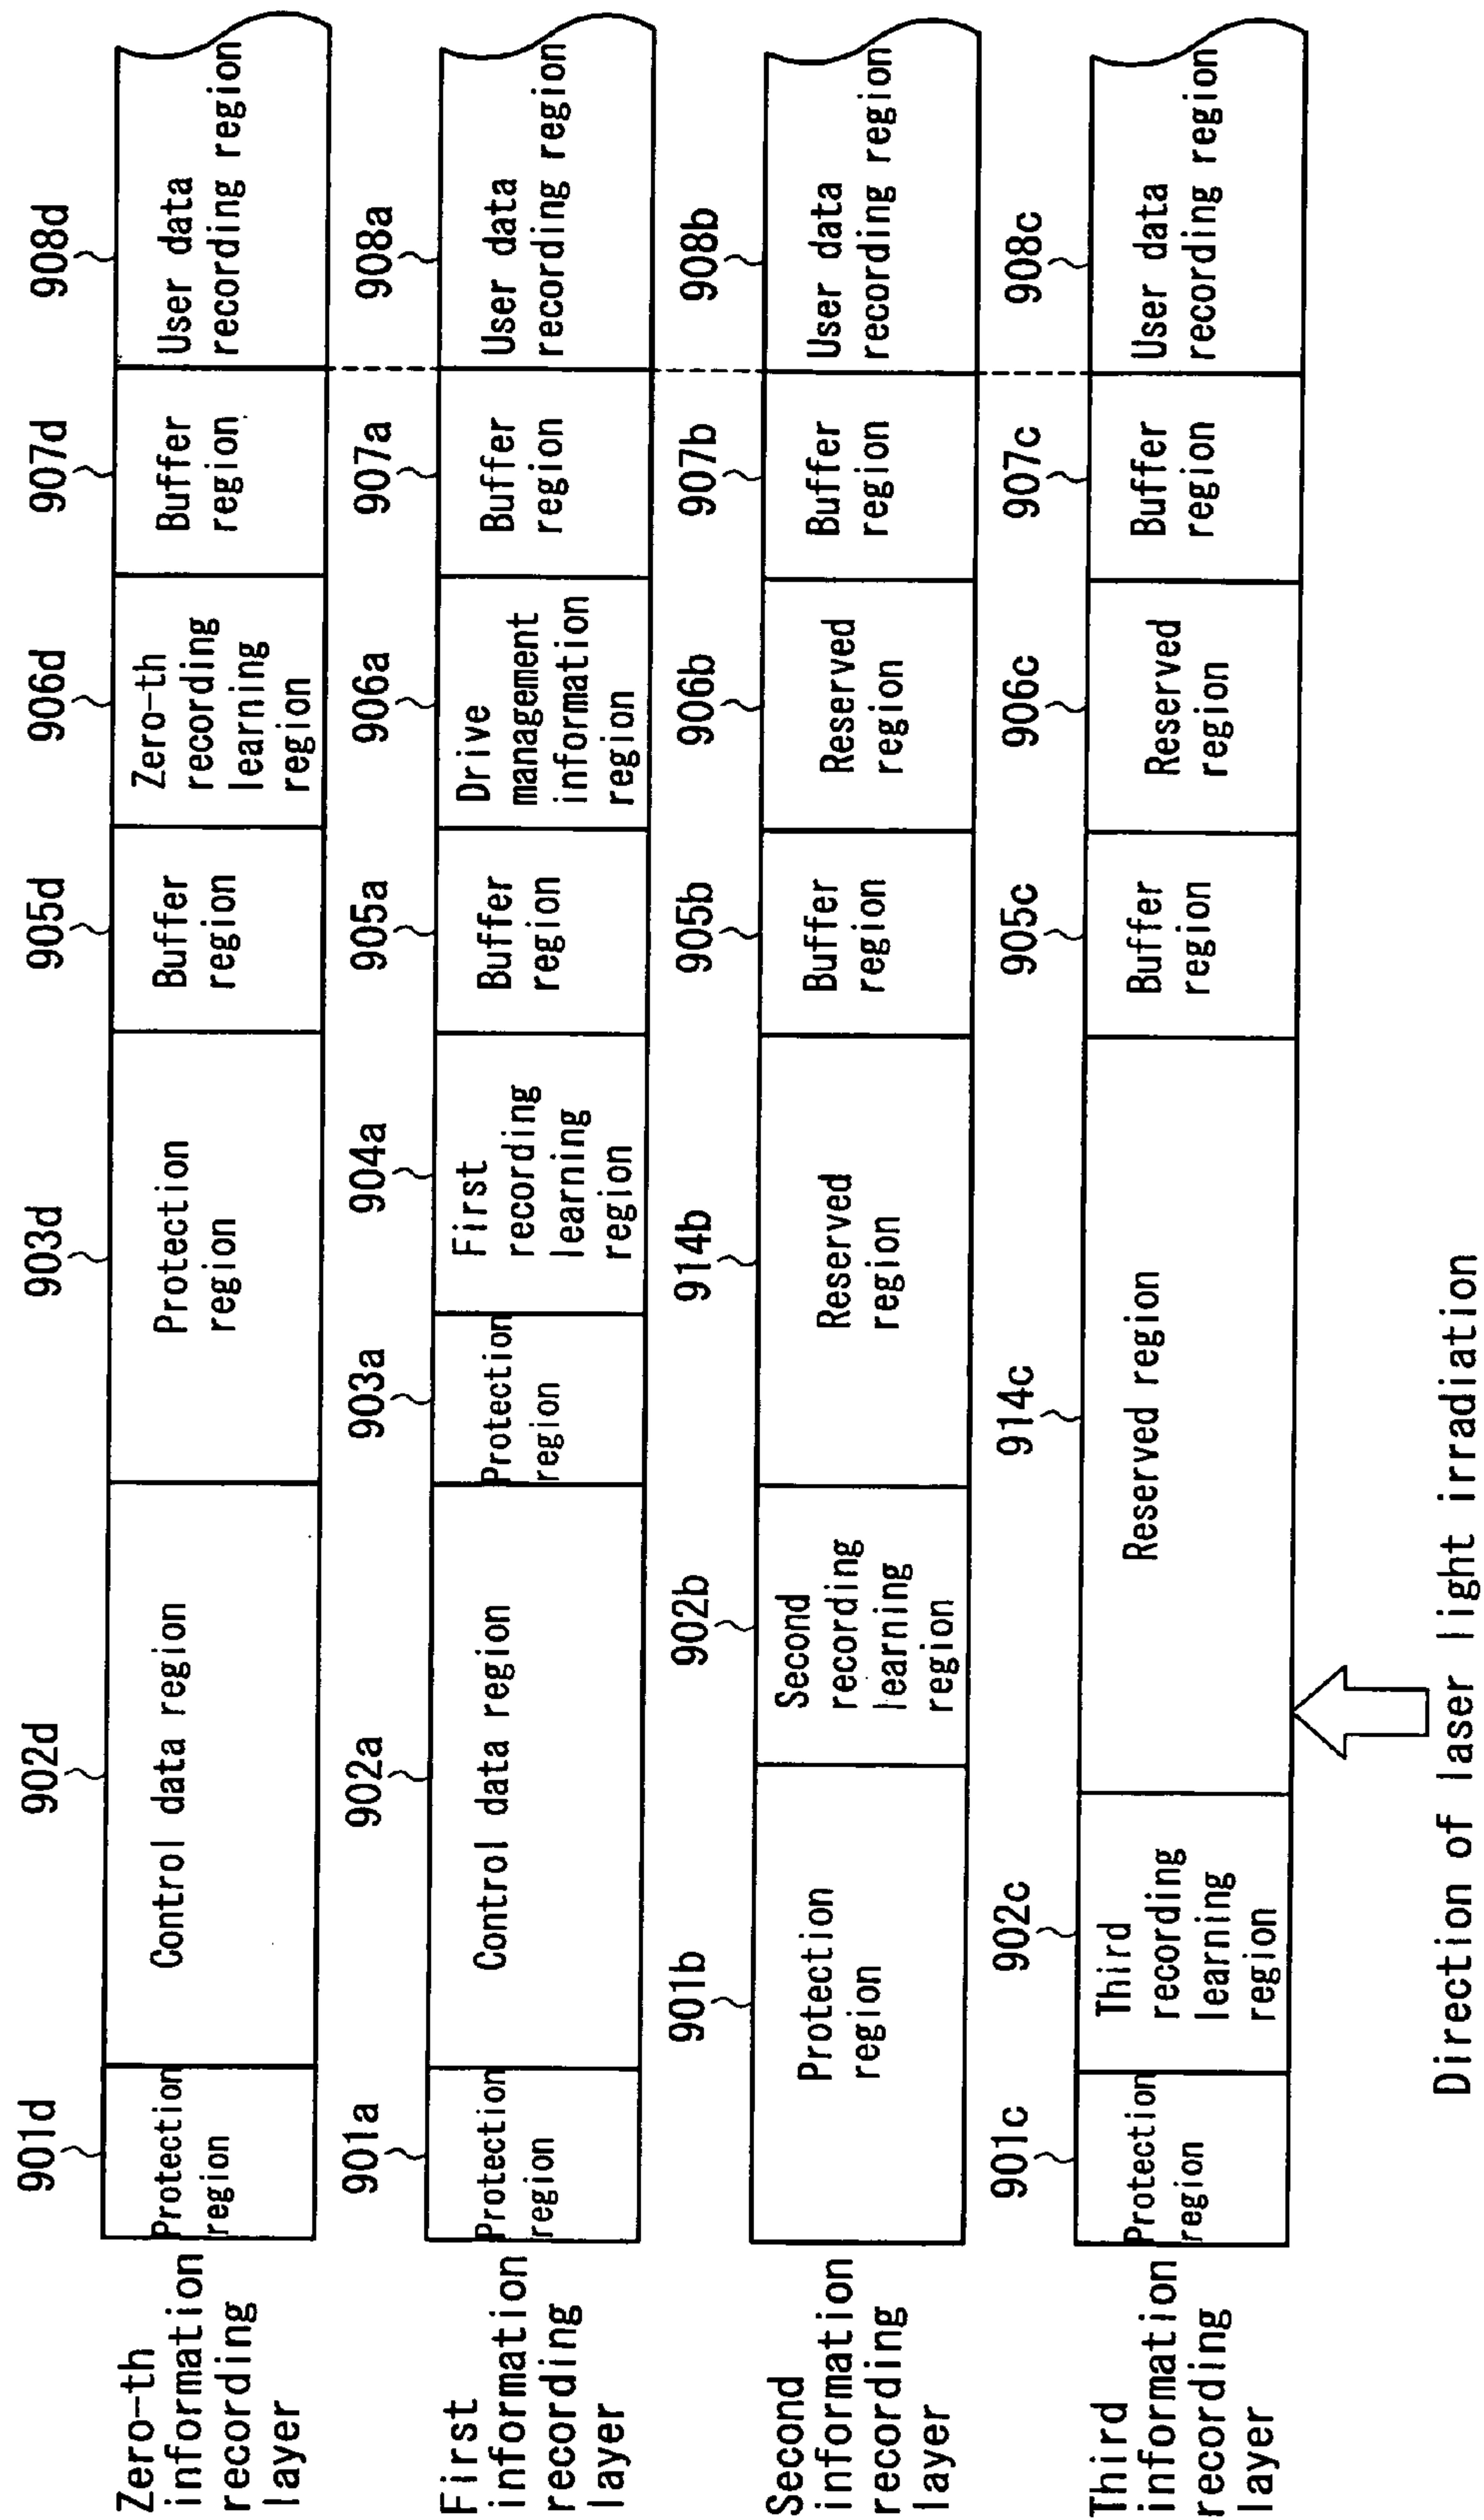 908d
907d
906d
905d
903d
902d
901d
Zero-th
information
recording
layer
Protection
region
Control data region
Protection
region
Buffer
region
Zero-th
recording
learning
region
Buffer
region
User data
recording region
901a
902a
903a
904a
905a
906a
907a
908a
First
information
recording
layer
Protection
region
Control data region
Protection
region
First
recording
learning
region
Buffer
region
Drive
management
information
region
Buffer
region
User data
recording region
901b
902b
914b
905b
906b
907b
908b
Second
information
recording
layer
Protection
region
Second
recording
learning
region
Reserved
region
Buffer
region
Reserved
region
Buffer
region
User data
recording region
901c
902c
914c
905c
906c
907c
908c
Third
information
recording
layer
Protection
region
Third
recording
learning
region
Reserved region
Buffer
region
Reserved
region
Buffer
region
User data
recording region
Direction of laser light irradiation